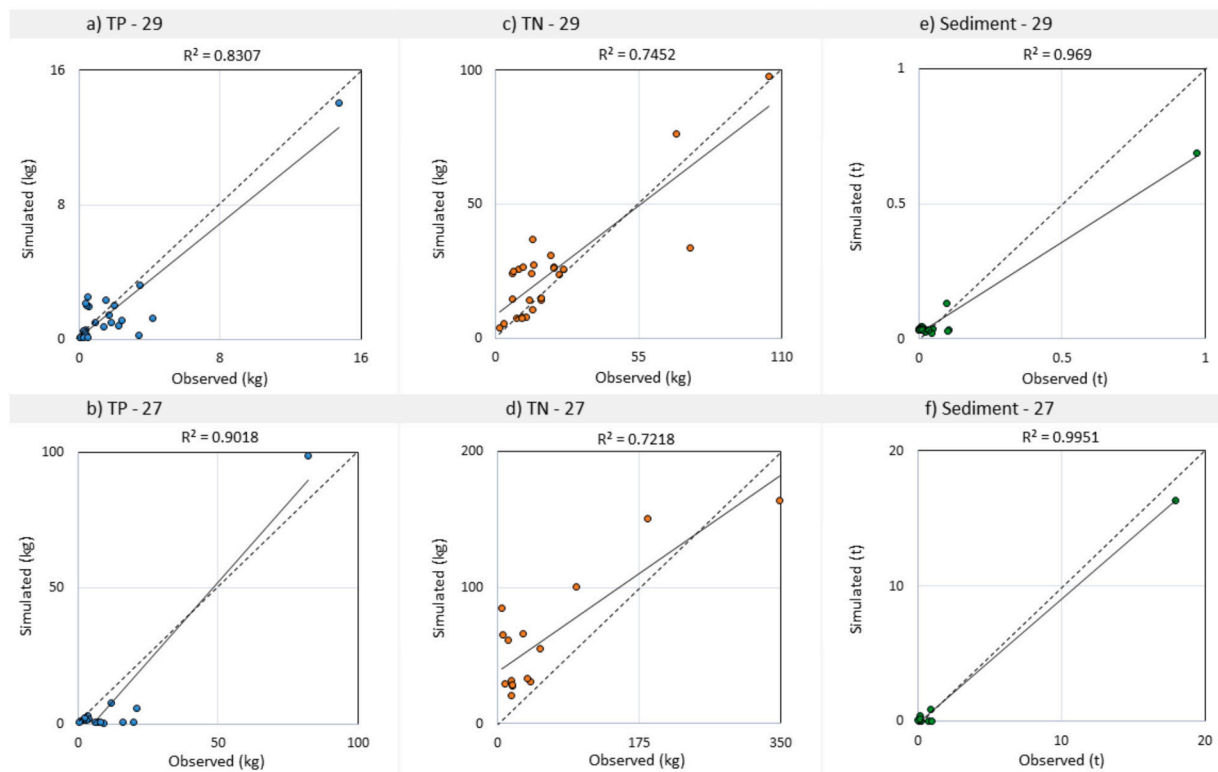 a) TP - 29
R² = 0.8307
16
8
0
0 8 16
Simulated (kg)
Observed (kg)
c) TN - 29
R² = 0.7452
100
50
0
0 55 110
Simulated (kg)
Observed (kg)
e) Sediment - 29
R² = 0.969
1
0.5
0
0 0.5 1
Simulated (t)
Observed (t)
b) TP - 27
R² = 0.9018
100
50
0
0 50 100
Simulated (kg)
Observed (kg)
d) TN - 27
R² = 0.7218
200
100
0
0 175 350
Simulated (kg)
Observed (kg)
f) Sediment - 27
R² = 0.9951
20
10
0
0 10 20
Simulated (t)
Observed (t)